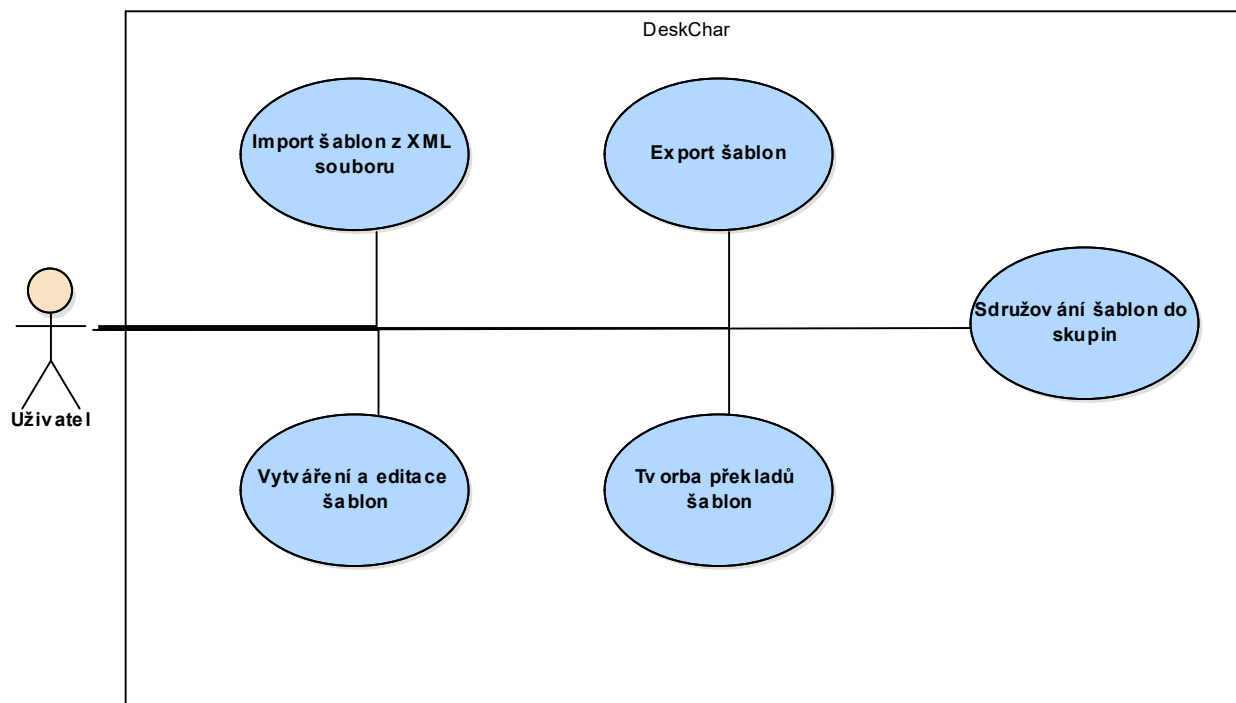 DeskChar
Import šablon z XML
souboru
Export šablon
Sdružování šablon do
skupin
Uživatel
Vytváření a editace
šablon
Tvorba překladů
šablon